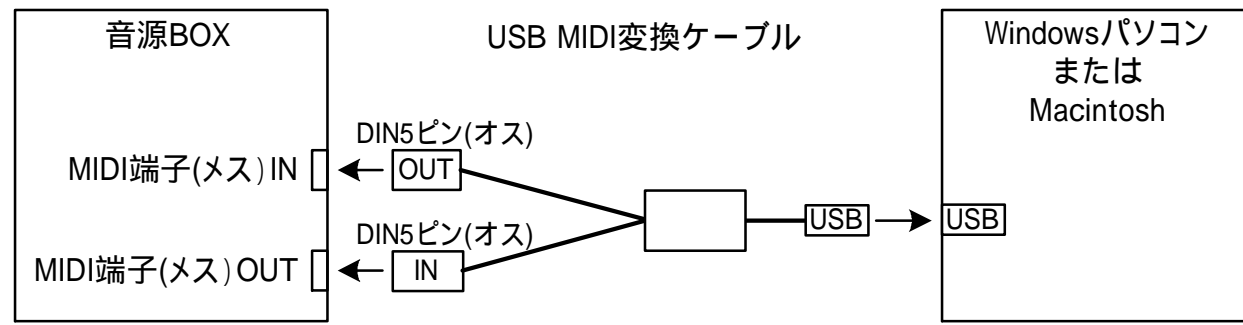 音源BOX
USB MIDI変換ケーブル
Windowsパソコン
または
Macintosh
DIN5ピン(オス)
MIDI端子(メス) IN
OUT
DIN5ピン(オス)
MIDI端子(メス) OUT
IN
USB
USB